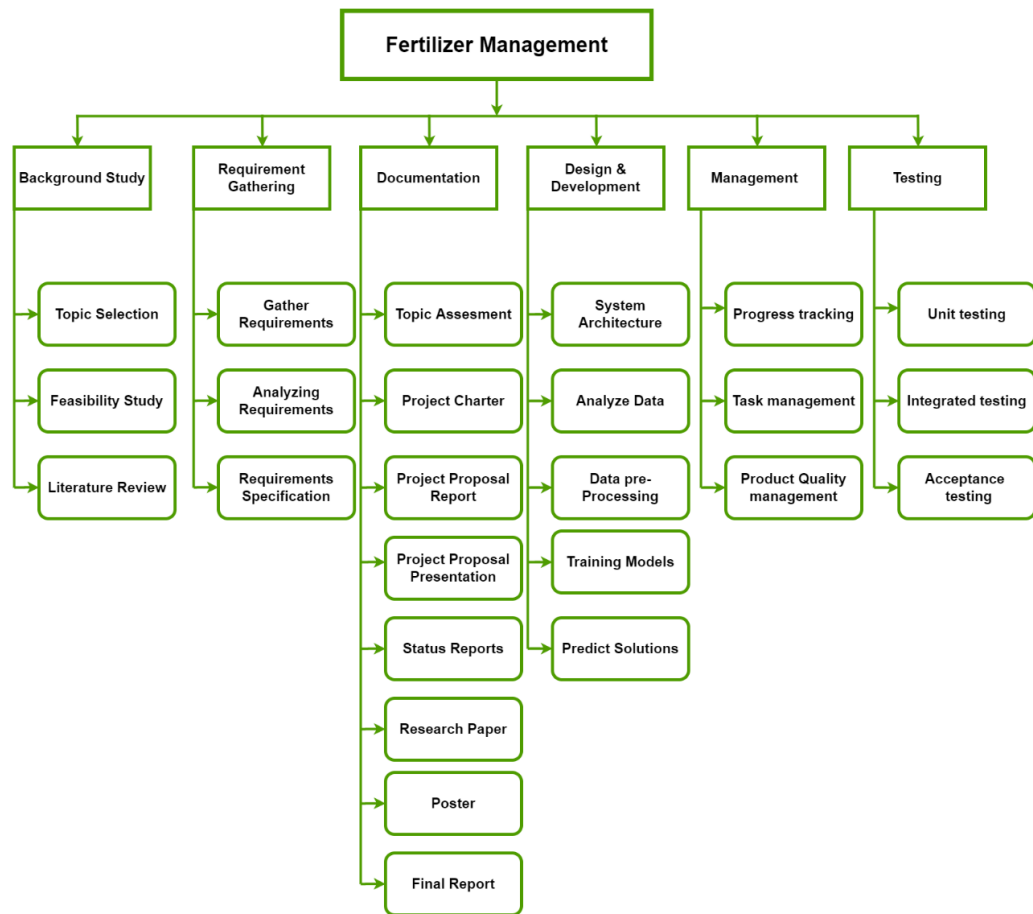 Fertilizer Management
Background Study
Requirement
Gathering
Documentation
Design &
Development
Management
Testing
Topic Selection
Feasibility Study
Literature Review
Gather
Requirements
Analyzing
Requirements
Requirements
Specification
Topic Assesment
Project Charter
Project Proposal
Report
Project Proposal
Presentation
Status Reports
Research Paper
Poster
Final Report
System
Architecture
Analyze Data
Data pre-
Processing
Training Models
Predict Solutions
Progress tracking
Task management
Product Quality
management
Unit testing
Integrated testing
Acceptance
testing